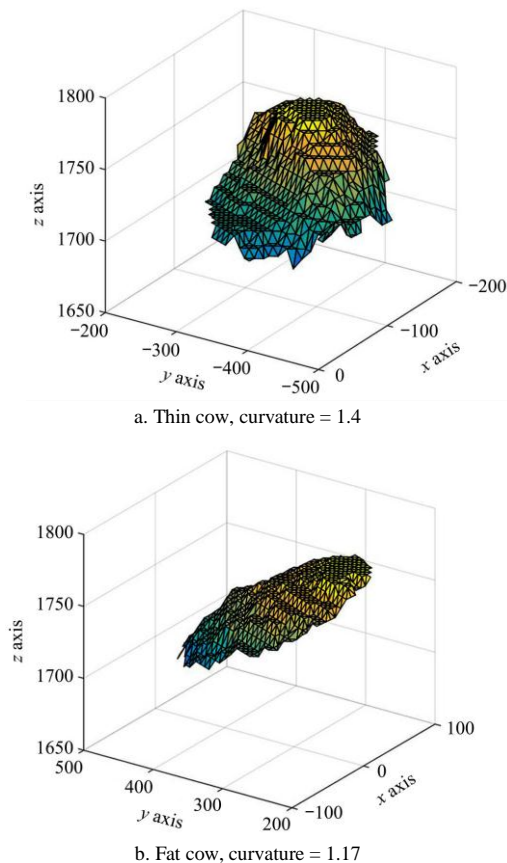 1800
1750
1700
1650
z axis
−200
−300
−400
−500
y axis
0
−100
−200
x axis
a. Thin cow, curvature = 1.4
1800
1750
1700
1650
z axis
500
400
300
200
y axis
−100
0
100
x axis
b. Fat cow, curvature = 1.17